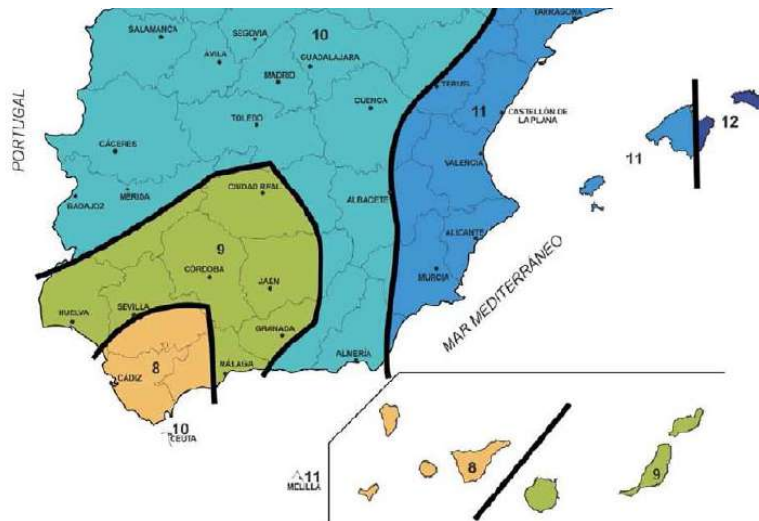 TARRAGONA
SALAMANCA
SEGOVIA
10
ÁVILA
GUADALAJARA
MADRID
TERUEL
CUENCA
11
CASTELLÓN DE
LA PLANA
12
PORTUGAL
TOLEDO
CÁCERES
VALENCIA
11
MÉRIDA
BADAJOZ
CIUDAD REAL
ALBACETE
ALICANTE
9
CÓRDOBA
JAÉN
MURCIA
MAR MEDITERRÁNEO
HUELVA
SEVILLA
GRANADA
ALMERÍA
MÁLAGA
CÁDIZ
8
10
CEUTA
11
MELILLA
8
9